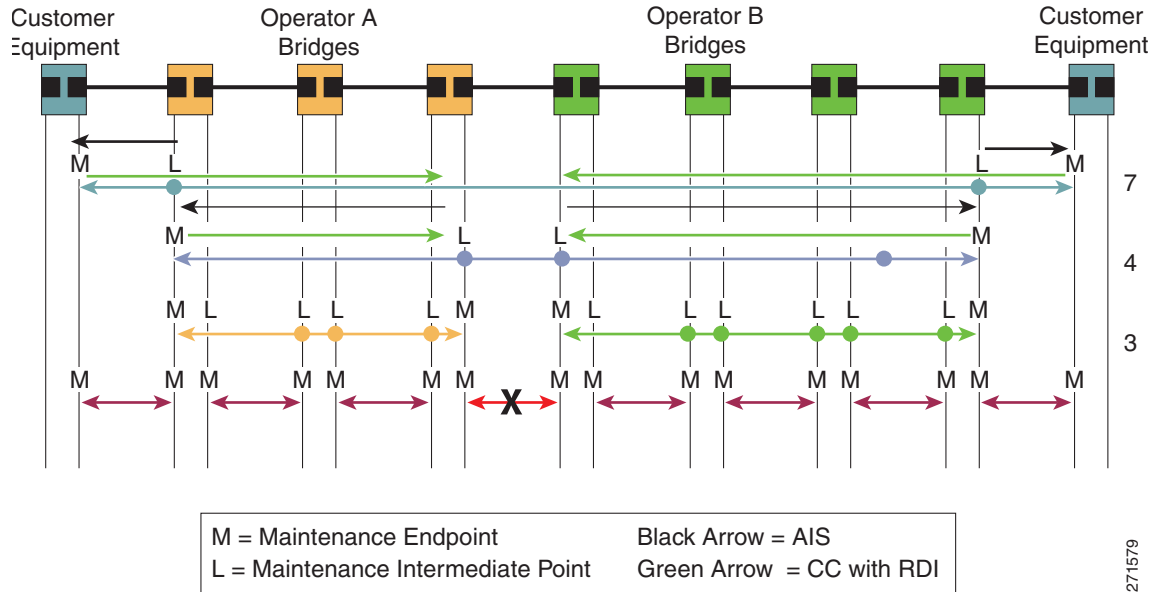 Customer
Equipment
Operator A
Bridges
Operator B
Bridges
Customer
Equipment
M L L M
7
M L L M
4
M L L L L M M L L L L L L M
3
M M M M M M M M M M M M M M M M
X
M = Maintenance Endpoint
L = Maintenance Intermediate Point
Black Arrow = AIS
Green Arrow = CC with RDI
271579